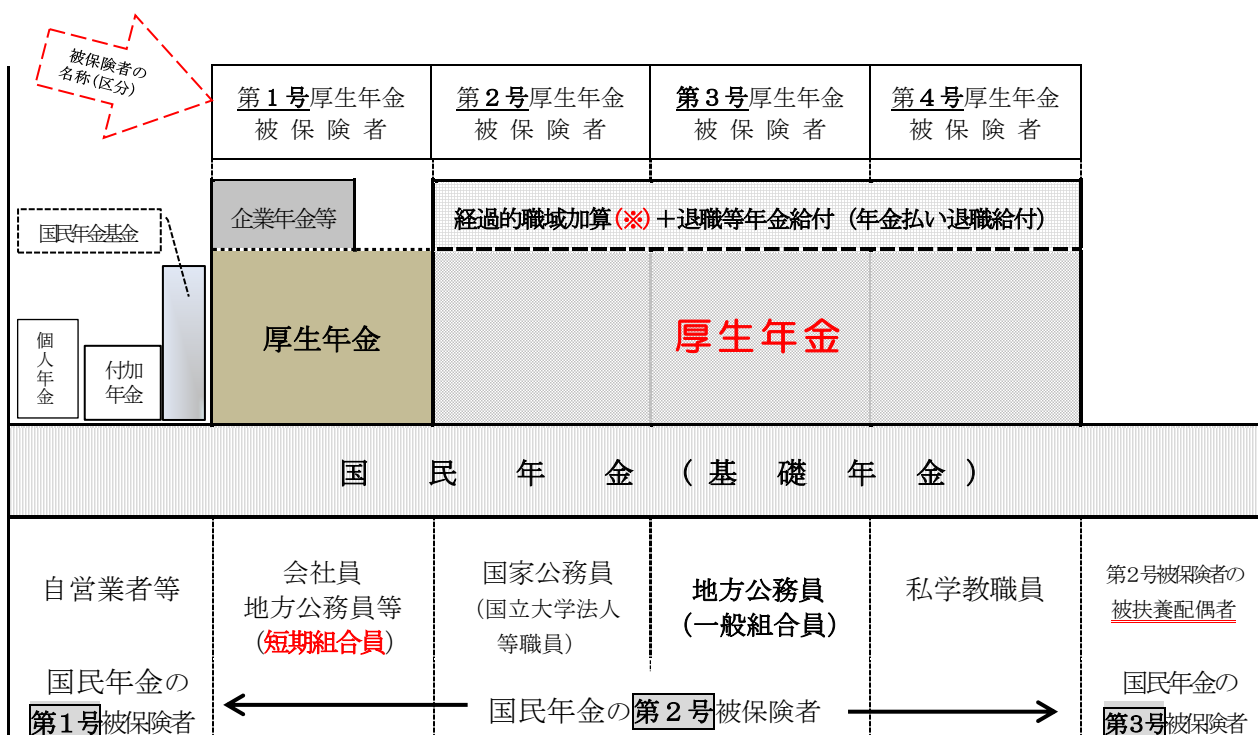 被保険者の
名称(区分)
第１号厚生年金
被保険者
第２号厚生年金
被保険者
第３号厚生年金
被保険者
第４号厚生年金
被保険者
国民年金基金
企業年金等
経過的職域加算(※)＋退職等年金給付（年金払い退職給付）
個人年金
付加
年金
厚生年金
厚生年金
国民年金(基礎年金)
自営業者等
会社員
地方公務員等
(短期組合員)
国家公務員
(国立大学法人
等職員)
地方公務員
(一般組合員)
私学教職員
第2号被保険者の
被扶養配偶者
国民年金の
第１号被保険者
国民年金の第２号被保険者
国民年金の
第3号被保険者